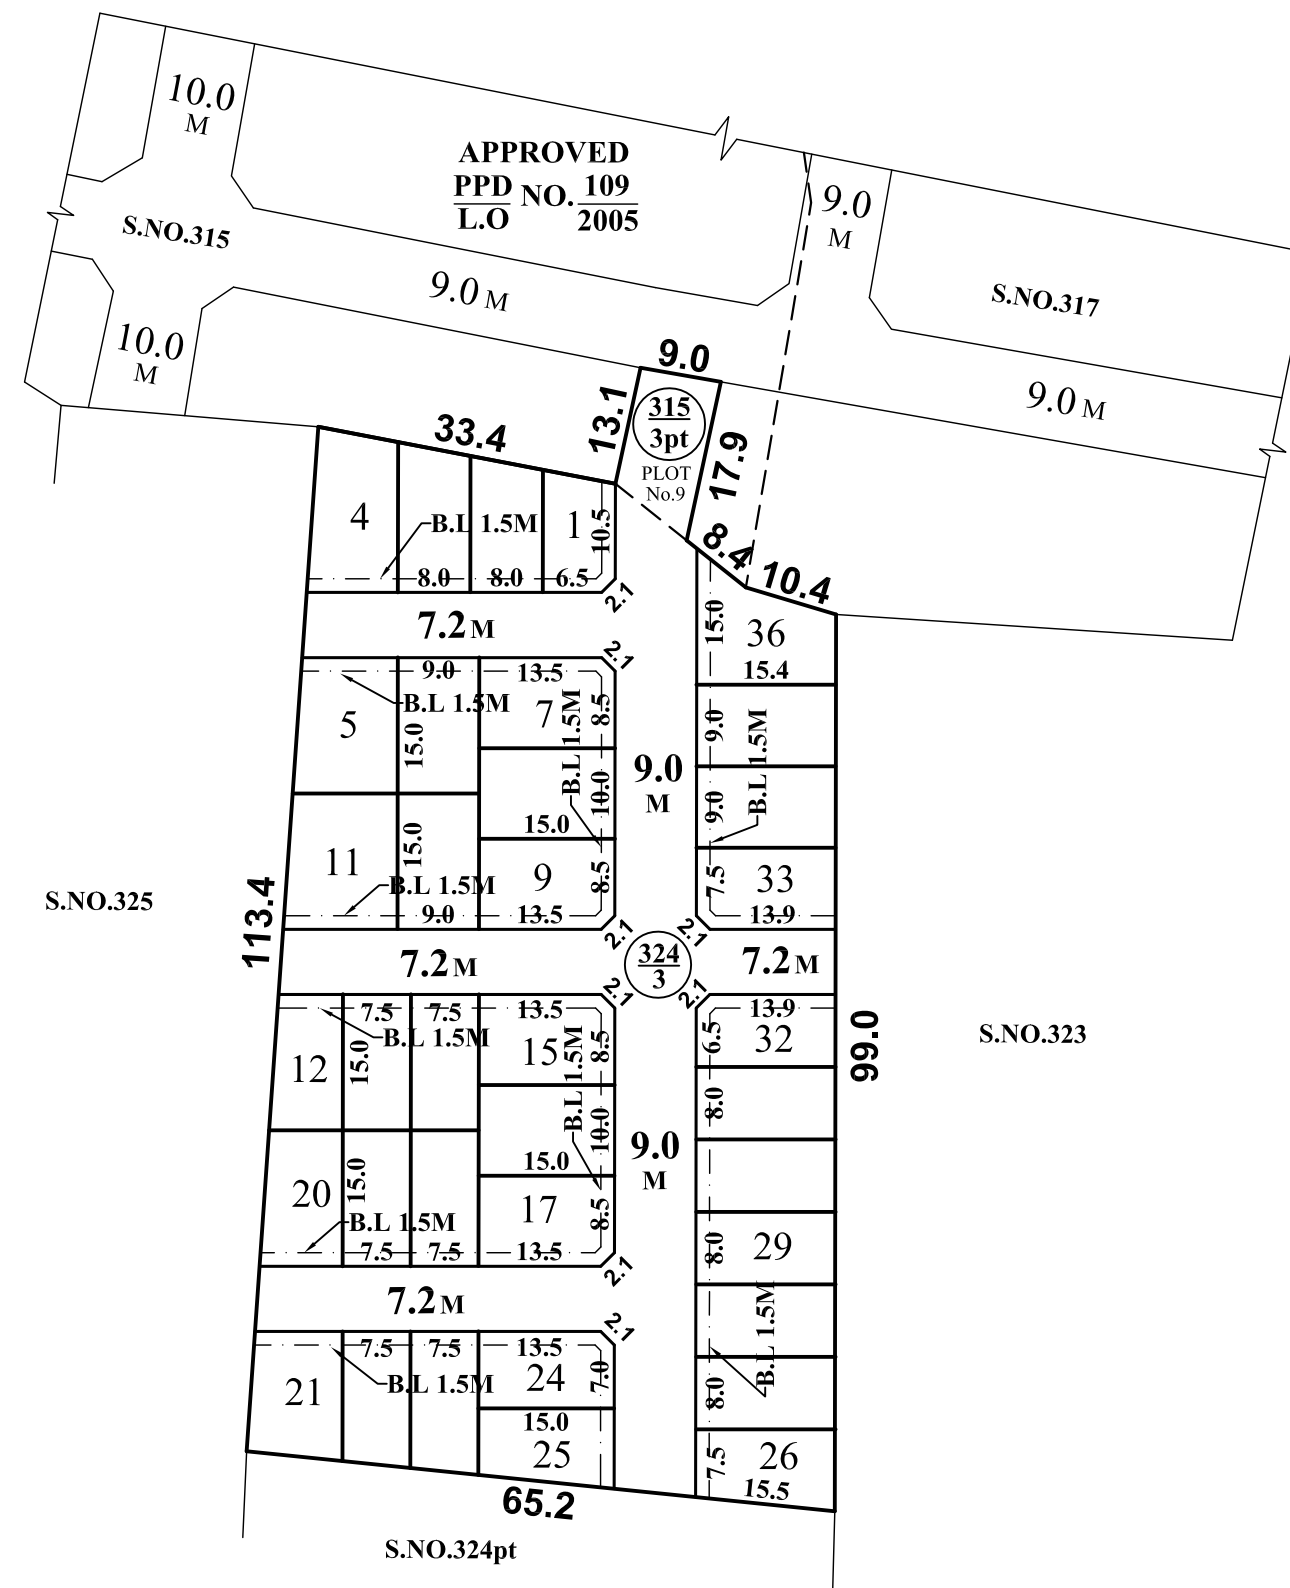 10.0
M
APPROVED
PPD NO. 109
L.O 2005
9.0
M
S.NO.315
9.0 M
S.NO.317
10.0
M
9.0
9.0 M
33.4
13.1
315
3pt
PLOT
No.9
17.9
4
B.L 1.5M
1
10.5
8.4
10.4
8.0
8.0
6.5
2.1
7.2 M
15.0
36
15.4
2.1
9.0
13.5
B.L 1.5M
5
15.0
7
8.5
B.L 1.5M
9.0
M
9.0
B.L 1.5M
10.0
9.0
15.0
11
15.0
9
8.5
7.5
33
B.L 1.5M
9.0
13.5
13.9
2.1
2.1
S.NO.325
113.4
7.2 M
324
3
7.2 M
2.1
2.1
7.5
7.5
13.5
13.9
B.L 1.5M
12
15.0
15
8.5
B.L 1.5M
6.5
32
99.0
S.NO.323
10.0
8.0
9.0
M
15.0
20
15.0
17
8.5
B.L 1.5M
7.5
7.5
13.5
8.0
29
2.1
7.2 M
B.L 1.5M
2.1
7.5
7.5
13.5
B.L 1.5M
21
24
7.0
8.0
15.0
25
7.5
26
15.5
65.2
S.NO.324pt